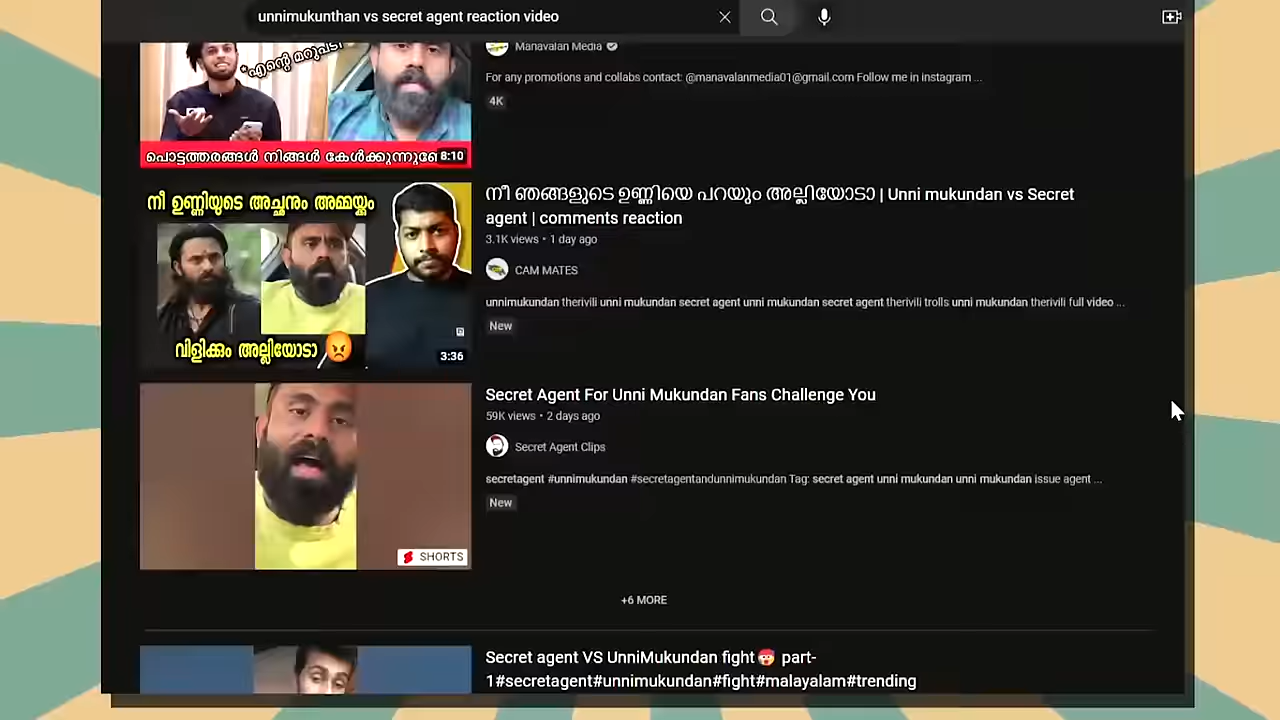 unnimukunthan vs secret agent reaction video
Manavalan Media
*എന്റെ മറുപടി
For any promotions and collabs contact: @manavalanmedia01@gmail.com Follow me in instagram ...
4K
പൊട്ടത്തരങ്ങൾ നിങ്ങൾ കേൾക്കുന്നുണ്ടോ 8:10
നീ ഉണ്ണിയുടെ അച്ഛനും അമ്മയ്ക്കും
വിളിക്കും അല്ലിയോടാ 😡
3:36
നീ ഞങ്ങളുടെ ഉണ്ണിയെ പറയും അല്ലിയോടാ | Unni mukundan vs Secret
agent | comments reaction
3.1K views • 1 day ago
CAM MATES
unnimukundan therivili unni mukundan secret agent unni mukundan secret agent therivili trolls unni mukundan therivili full video ...
New
Secret Agent For Unni Mukundan Fans Challenge You
59K views • 2 days ago
Secret Agent Clips
secretagent #unnimukundan #secretagentandunnimukundan Tag: secret agent unni mukundan unni mukundan issue agent ...
New
SHORTS
+6 MORE
Secret agent VS UnniMukundan fight🤯 part-
1#secretagent#unnimukundan#fight#malayalam#trending